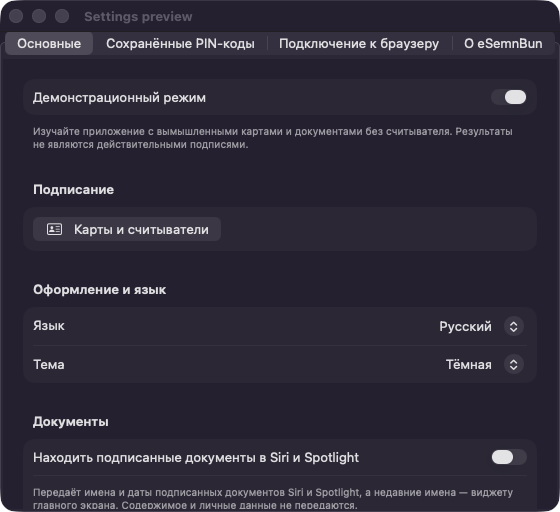 Settings preview
Основные
Сохранённые PIN-коды
Подключение к браузеру
О eSemnBun
Демонстрационный режим
Изучайте приложение с вымышленными картами и документами без считывателя. Результаты
не являются действительными подписями.
Подписание
Карты и считыватели
Оформление и язык
Язык
Русский
Тема
Тёмная
Документы
Находить подписанные документы в Siri и Spotlight
Передаёт имена и даты подписанных документов Siri и Spotlight, а недавние имена — виджету
главного экрана. Содержимое и личные данные не передаются.